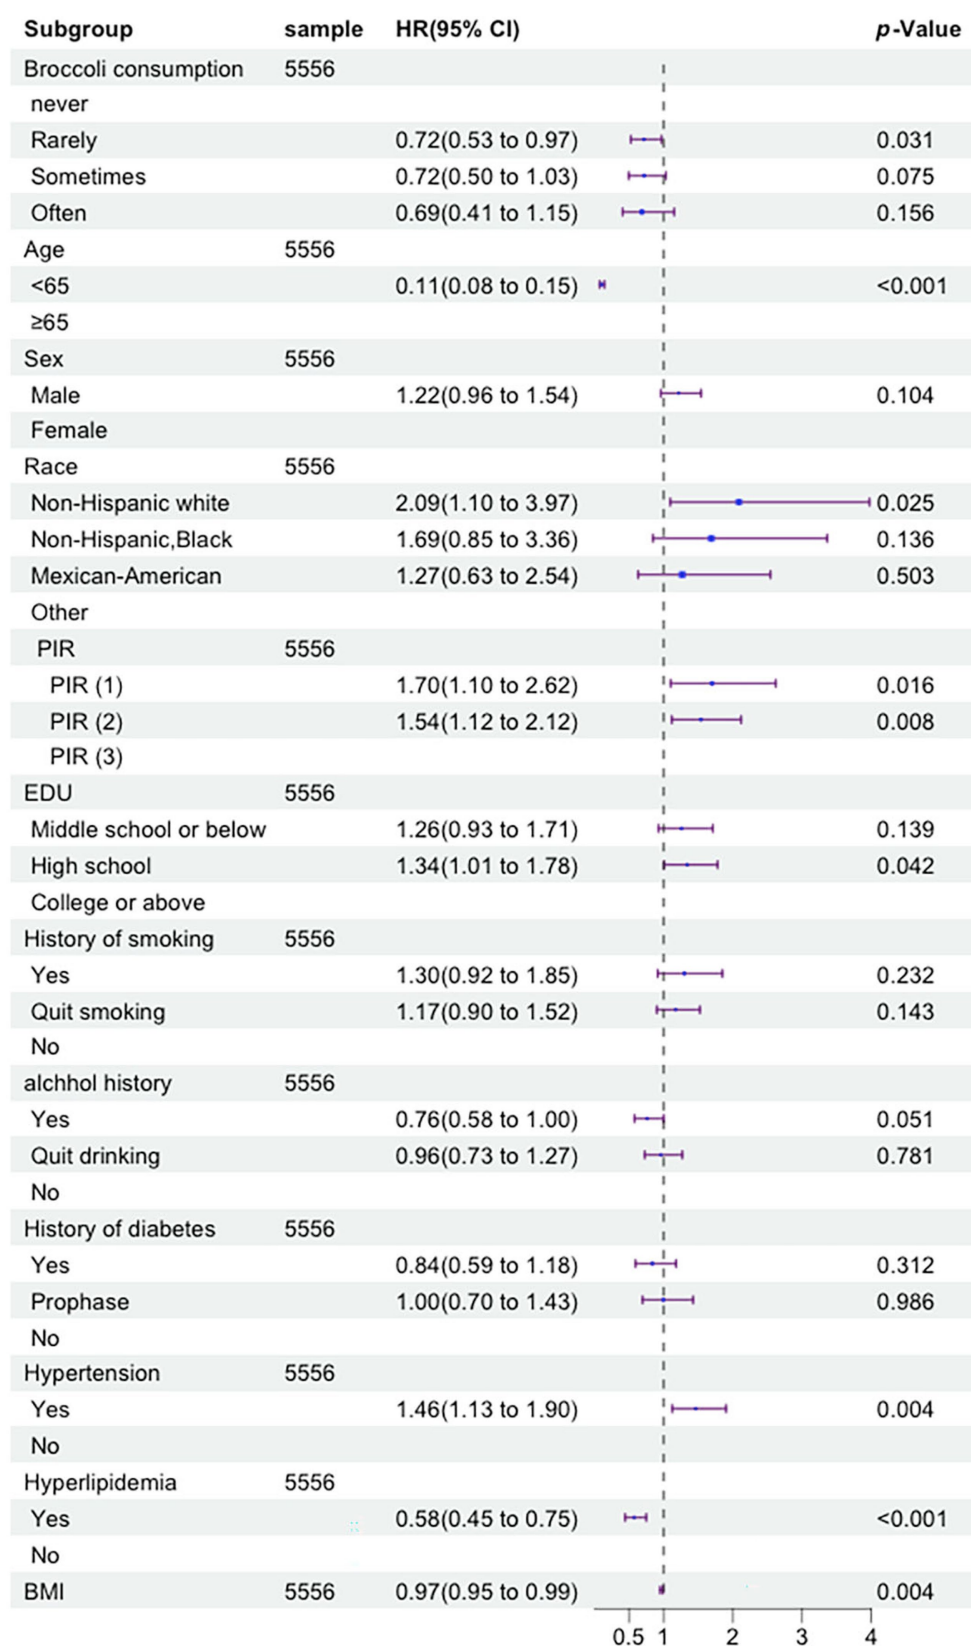 Subgroup sample HR(95% CI) p-Value
Broccoli consumption 5556
never
Rarely 0.72(0.53 to 0.97) 0.031
Sometimes 0.72(0.50 to 1.03) 0.075
Often 0.69(0.41 to 1.15) 0.156
Age 5556
<65 0.11(0.08 to 0.15) <0.001
≥65
Sex 5556
Male 1.22(0.96 to 1.54) 0.104
Female
Race 5556
Non-Hispanic white 2.09(1.10 to 3.97) 0.025
Non-Hispanic,Black 1.69(0.85 to 3.36) 0.136
Mexican-American 1.27(0.63 to 2.54) 0.503
Other
PIR 5556
PIR (1) 1.70(1.10 to 2.62) 0.016
PIR (2) 1.54(1.12 to 2.12) 0.008
PIR (3)
EDU 5556
Middle school or below 1.26(0.93 to 1.71) 0.139
High school 1.34(1.01 to 1.78) 0.042
College or above
History of smoking 5556
Yes 1.30(0.92 to 1.85) 0.232
Quit smoking 1.17(0.90 to 1.52) 0.143
No
alchhol history 5556
Yes 0.76(0.58 to 1.00) 0.051
Quit drinking 0.96(0.73 to 1.27) 0.781
No
History of diabetes 5556
Yes 0.84(0.59 to 1.18) 0.312
Prophase 1.00(0.70 to 1.43) 0.986
No
Hypertension 5556
Yes 1.46(1.13 to 1.90) 0.004
No
Hyperlipidemia 5556
Yes 0.58(0.45 to 0.75) <0.001
No
BMI 5556 0.97(0.95 to 0.99) 0.004
0.5 1 2 3 4